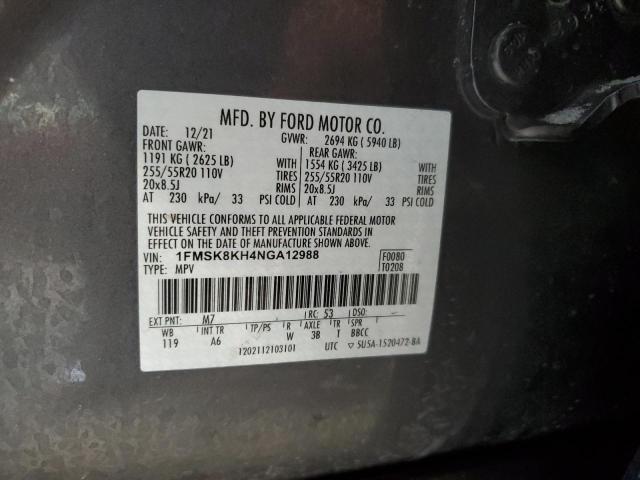 MFD. BY FORD MOTOR CO.
DATE: 12/21 GVWR: 2694 KG ( 5940 LB)
FRONT GAWR: REAR GAWR:
1191 KG ( 2625 LB) WITH 1554 KG ( 3425 LB) WITH
255/55R20 110V TIRES 255/55R20 110V TIRES
20x8.5J RIMS 20x8.5J RIMS
AT 230 kPa/ 33 PSI COLD AT 230 kPa/ 33 PSI COLD
THIS VEHICLE CONFORMS TO ALL APPLICABLE FEDERAL MOTOR
VEHICLE SAFETY AND THEFT PREVENTION STANDARDS IN
EFFECT ON THE DATE OF MANUFACTURE SHOWN ABOVE.
VIN: 1FMSK8KH4NGA12988 F0080
TYPE: MPV T0208
EXT PNT: M7 RC: 53 DSO:
WB INT TR TP/PS R AXLE TR SPR
119 A6 W 3B T BBCC
1202112103101 UTC 5U5A-1520472-BA